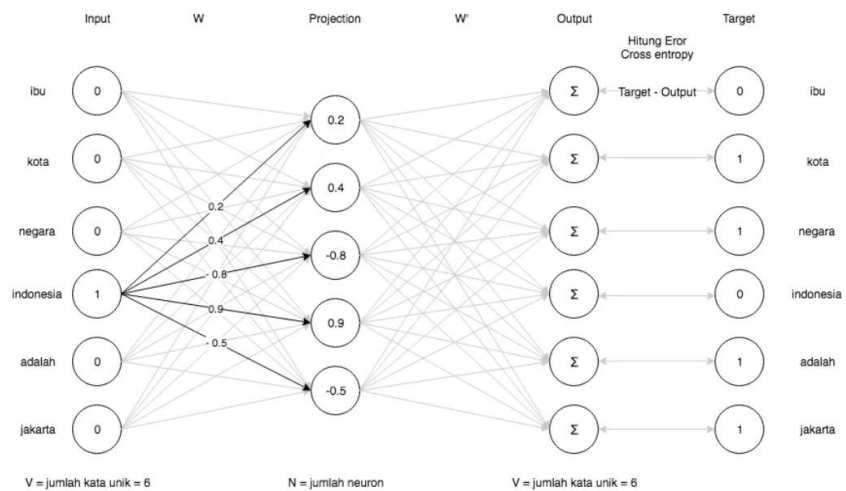 Input W Projection W' Output Target
Hitung Eror
Cross entropy
ibu 0 Σ Target - Output 0 ibu
0.2
kota 0 Σ 1 kota
0.4
0.2
negara 0 Σ 1 negara
0.4
-0.8
- 0.8
indonesia 1 Σ 0 indonesia
0.9
0.9
- 0.5
adalah 0 Σ 1 adalah
-0.5
jakarta 0 Σ 1 jakarta
V = jumlah kata unik = 6 N = jumlah neuron V = jumlah kata unik = 6